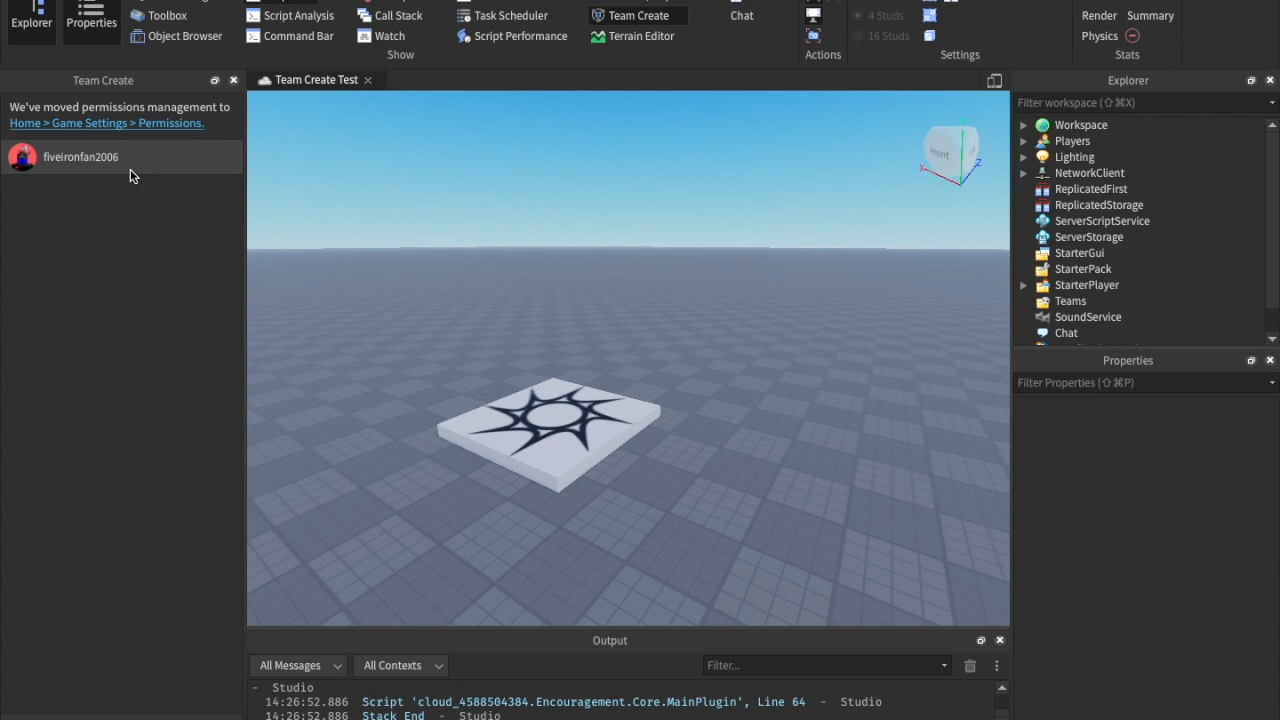 Explorer
Properties
Toolbox
Object Browser
Script Analysis
Command Bar
Call Stack
Watch
Task Scheduler
Script Performance
Team Create
Terrain Editor
Show
Chat
Actions
4 Studs
16 Studs
Settings
Render Summary
Physics
Stats
Team Create
We've moved permissions management to
Home > Game Settings > Permissions.
fiveironfan2006
Team Create Test
Front
X
Z
Explorer
Filter workspace (⇧⌘X)
Workspace
Players
Lighting
NetworkClient
ReplicatedFirst
ReplicatedStorage
ServerScriptService
ServerStorage
StarterGui
StarterPack
StarterPlayer
Teams
SoundService
Chat
Properties
Filter Properties (⇧⌘P)
Output
All Messages
All Contexts
Filter...
- Studio
14:26:52.886 Script 'cloud_4588504384.Encouragement.Core.MainPlugin', Line 64 - Studio
14:26:52.886 Stack End - Studio